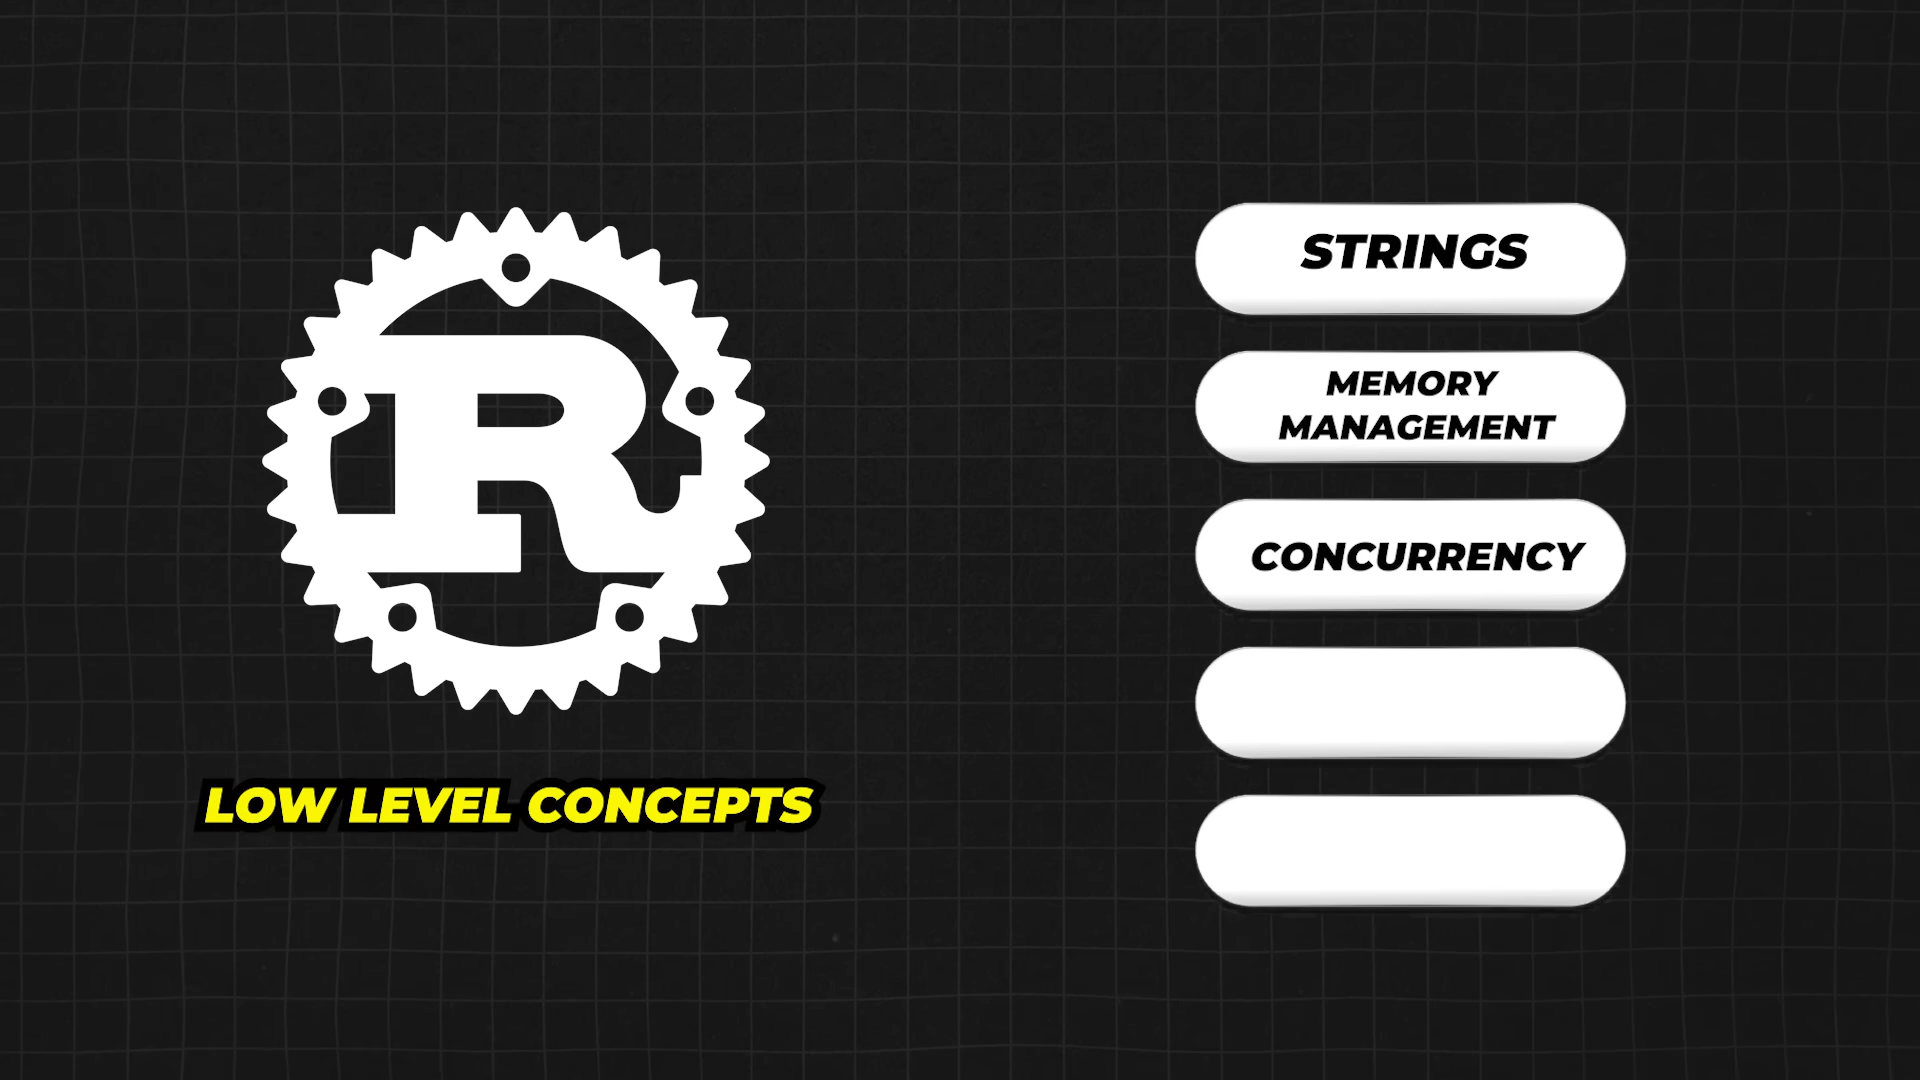 R
LOW LEVEL CONCEPTS
STRINGS
MEMORY
MANAGEMENT
CONCURRENCY